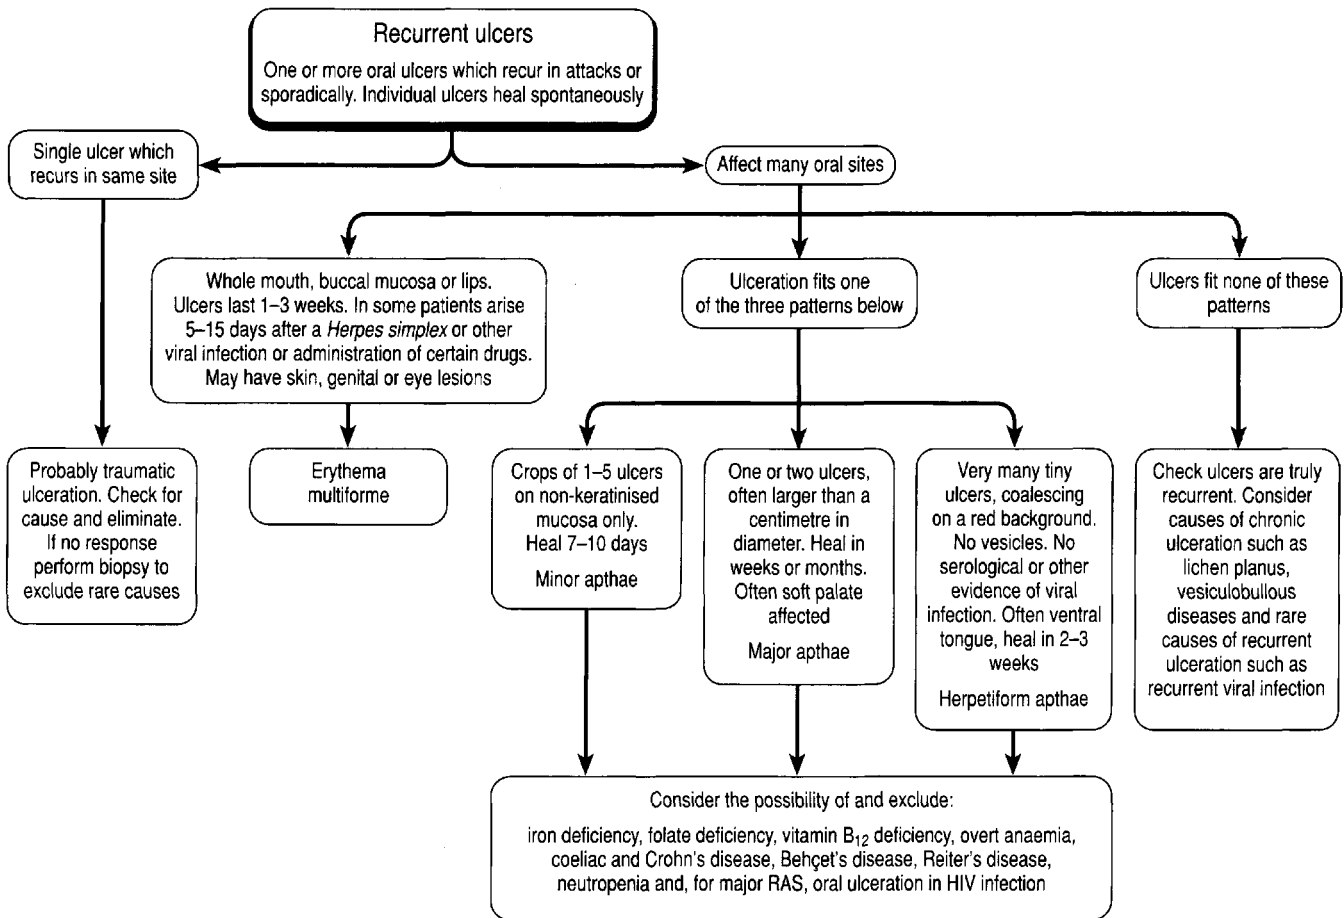 Recurrent ulcers
One or more oral ulcers which recur in attacks or
sporadically. Individual ulcers heal spontaneously
Single ulcer which
recurs in same site
Affect many oral sites
Whole mouth, buccal mucosa or lips.
Ulcers last 1–3 weeks. In some patients arise
5–15 days after a Herpes simplex or other
viral infection or administration of certain drugs.
May have skin, genital or eye lesions
Ulceration fits one
of the three patterns below
Ulcers fit none of these
patterns
Probably traumatic
ulceration. Check for
cause and eliminate.
If no response
perform biopsy to
exclude rare causes
Erythema
multiforme
Crops of 1–5 ulcers
on non-keratinised
mucosa only.
Heal 7–10 days
Minor apthae
One or two ulcers,
often larger than a
centimetre in
diameter. Heal in
weeks or months.
Often soft palate
affected
Major apthae
Very many tiny
ulcers, coalescing
on a red background.
No vesicles. No
serological or other
evidence of viral
infection. Often ventral
tongue, heal in 2–3
weeks
Herpetiform apthae
Check ulcers are truly
recurrent. Consider
causes of chronic
ulceration such as
lichen planus,
vesiculobullous
diseases and rare
causes of recurrent
ulceration such as
recurrent viral infection
Consider the possibility of and exclude:
iron deficiency, folate deficiency, vitamin B12 deficiency, overt anaemia,
coeliac and Crohn's disease, Behçet's disease, Reiter's disease,
neutropenia and, for major RAS, oral ulceration in HIV infection